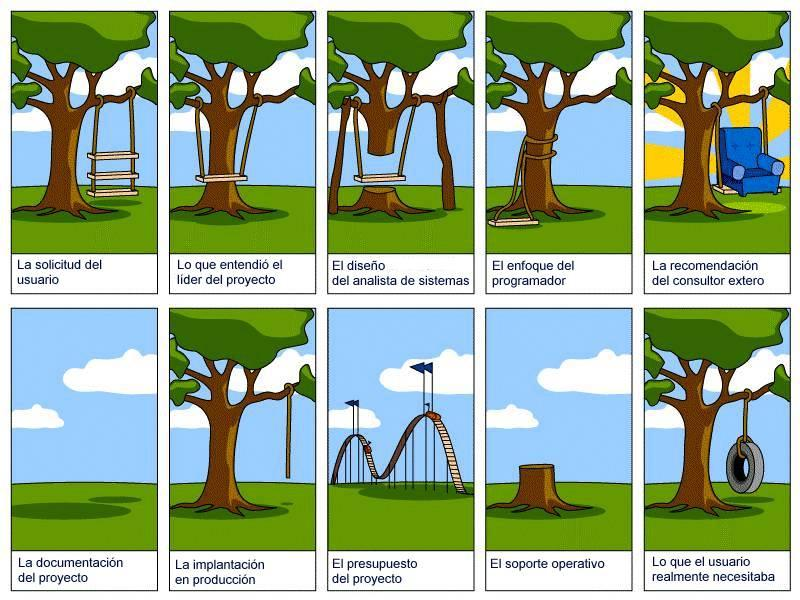 La solicitud del
usuario
Lo que entendió el
líder del proyecto
El diseño
del analista de sistemas
El enfoque del
programador
La recomendación
del consultor extero
La documentación
del proyecto
La implantación
en producción
El presupuesto
del proyecto
El soporte operativo
Lo que el usuario
realmente necesitaba